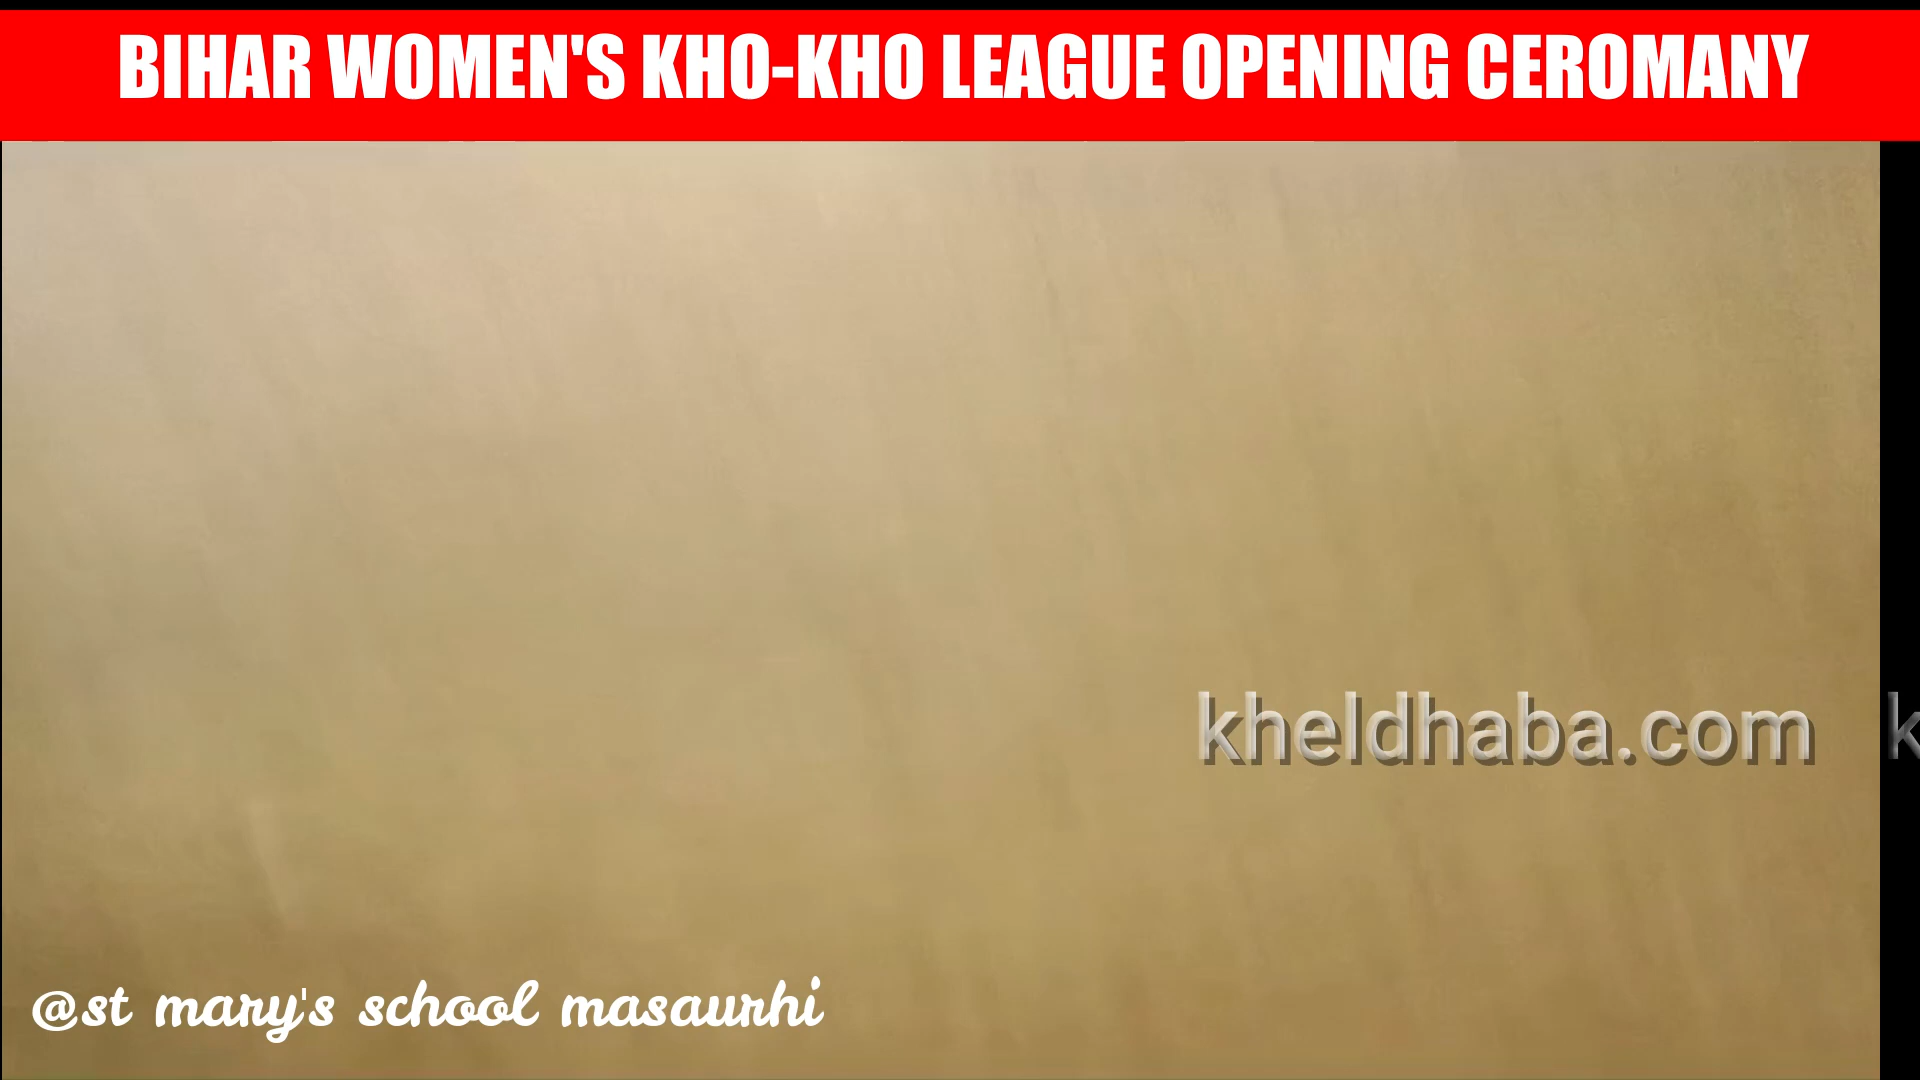 BIHAR WOMEN'S KHO-KHO LEAGUE OPENING CEROMANY
kheldhaba.com k
@st mary's school masaurhi